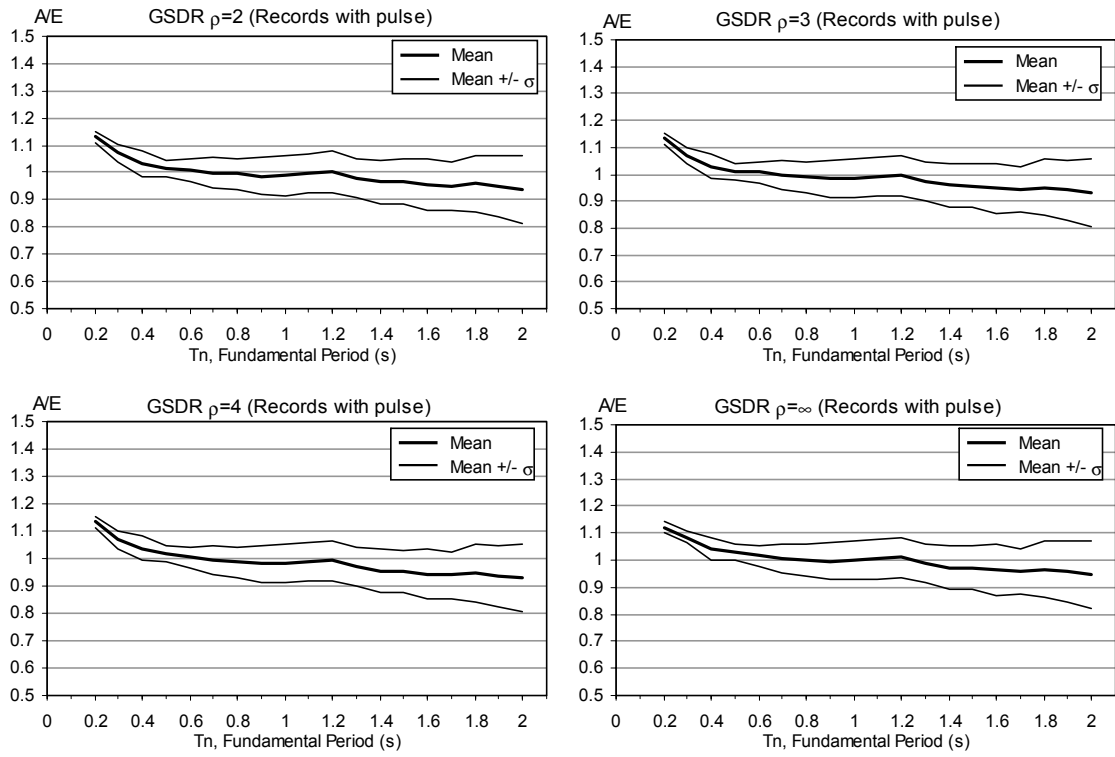 A/E
GSDR ρ=2 (Records with pulse)
1.5
1.4
1.3
1.2
1.1
1
0.9
0.8
0.7
0.6
0.5
Mean
Mean +/- σ
0 0.2 0.4 0.6 0.8 1 1.2 1.4 1.6 1.8 2
Tn, Fundamental Period (s)
A/E
GSDR ρ=3 (Records with pulse)
1.5
1.4
1.3
1.2
1.1
1
0.9
0.8
0.7
0.6
0.5
Mean
Mean +/- σ
0 0.2 0.4 0.6 0.8 1 1.2 1.4 1.6 1.8 2
Tn, Fundamental Period (s)
A/E
GSDR ρ=4 (Records with pulse)
1.5
1.4
1.3
1.2
1.1
1
0.9
0.8
0.7
0.6
0.5
Mean
Mean +/- σ
0 0.2 0.4 0.6 0.8 1 1.2 1.4 1.6 1.8 2
Tn, Fundamental Period (s)
A/E
GSDR ρ=∞ (Records with pulse)
1.5
1.4
1.3
1.2
1.1
1
0.9
0.8
0.7
0.6
0.5
Mean
Mean +/- σ
0 0.2 0.4 0.6 0.8 1 1.2 1.4 1.6 1.8 2
Tn, Fundamental Period (s)